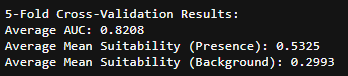 5-Fold Cross-Validation Results:
Average AUC: 0.8208
Average Mean Suitability (Presence): 0.5325
Average Mean Suitability (Background): 0.2993